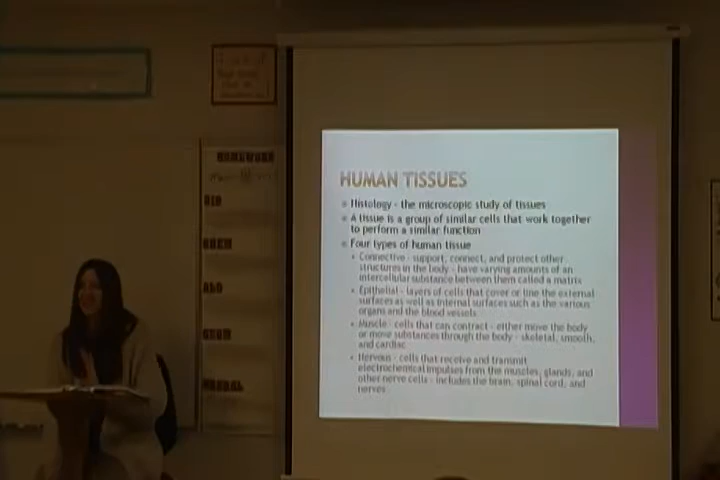 HOMEWORK
HUMAN TISSUES
Histology - the microscopic study of tissues
A tissue is a group of similar cells that work together
to perform a similar function
Four types of human tissue
Connective - support, connect, and protect other
structures in the body - have varying amounts of an
intercellular substance between them called a matrix
Epithelial - layers of cells that cover or line the external
surfaces as well as internal surfaces such as the various
organs and the blood vessels
Muscle - cells that can contract - either move the body
or move substances through the body - skeletal, smooth,
and cardiac
Nervous - cells that receive and transmit
electrochemical impulses from the muscles, glands, and
other nerve cells - includes the brain, spinal cord, and
nerves